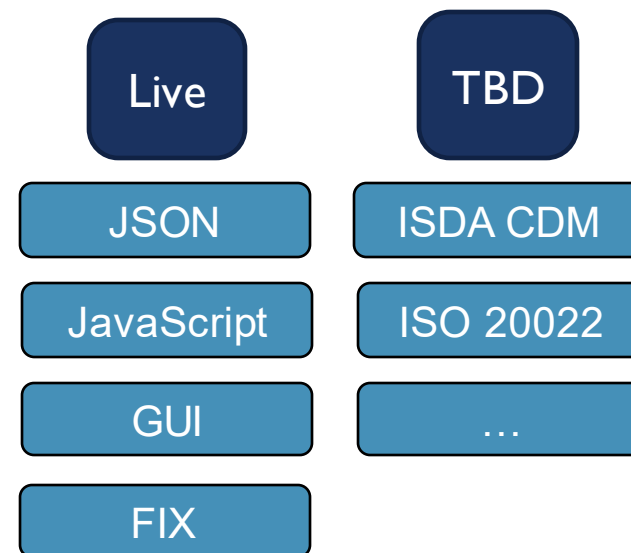 Live
TBD
JSON
ISDA CDM
JavaScript
ISO 20022
GUI
...
FIX